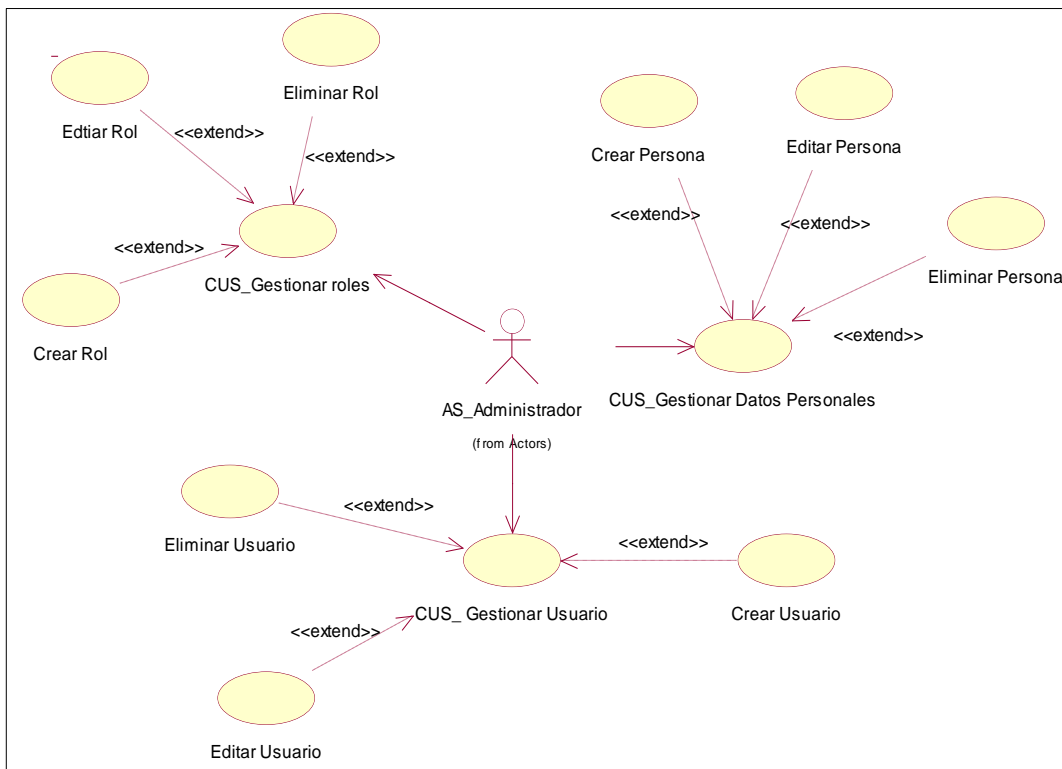 Eliminar Rol
Edtiar Rol
<<extend>>
<<extend>>
Crear Persona
Editar Persona
<<extend>>
<<extend>>
<<extend>>
CUS_Gestionar roles
Eliminar Persona
<<extend>>
Crear Rol
CUS_Gestionar Datos Personales
AS_Administrador
(from Actors)
<<extend>>
Eliminar Usuario
<<extend>>
CUS_ Gestionar Usuario
Crear Usuario
<<extend>>
Editar Usuario